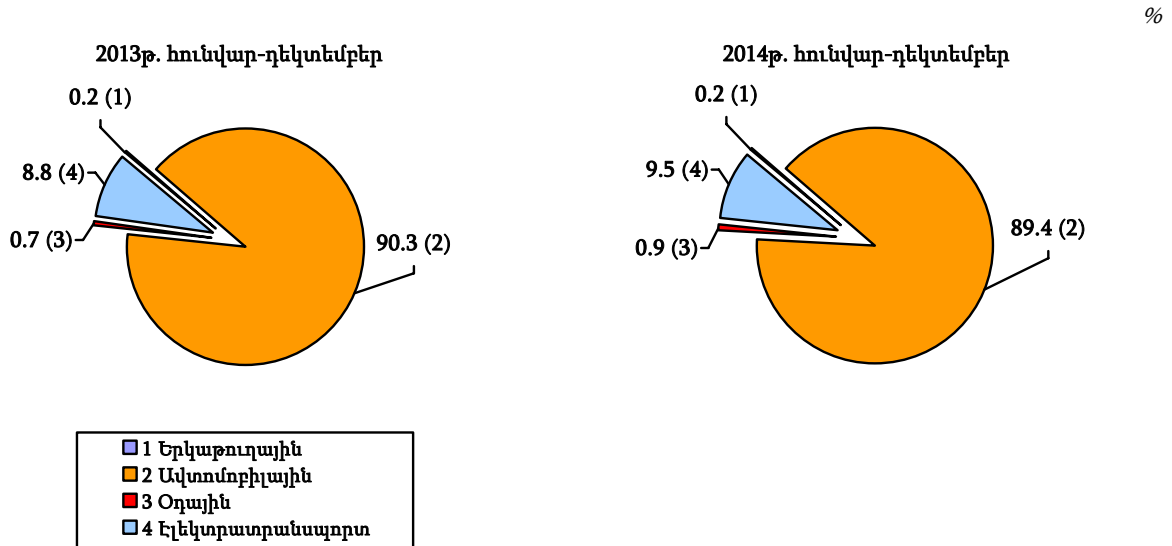 %
2013թ. հունվար-դեկտեմբեր
0.2 (1)
8.8 (4)
0.7 (3)
90.3 (2)
2014թ. հունվար-դեկտեմբեր
0.2 (1)
9.5 (4)
0.9 (3)
89.4 (2)
1 Երկաթուղային
2 Ավտոմոբիլային
3 Օդային
4 Էլեկտրատրանսպորտ